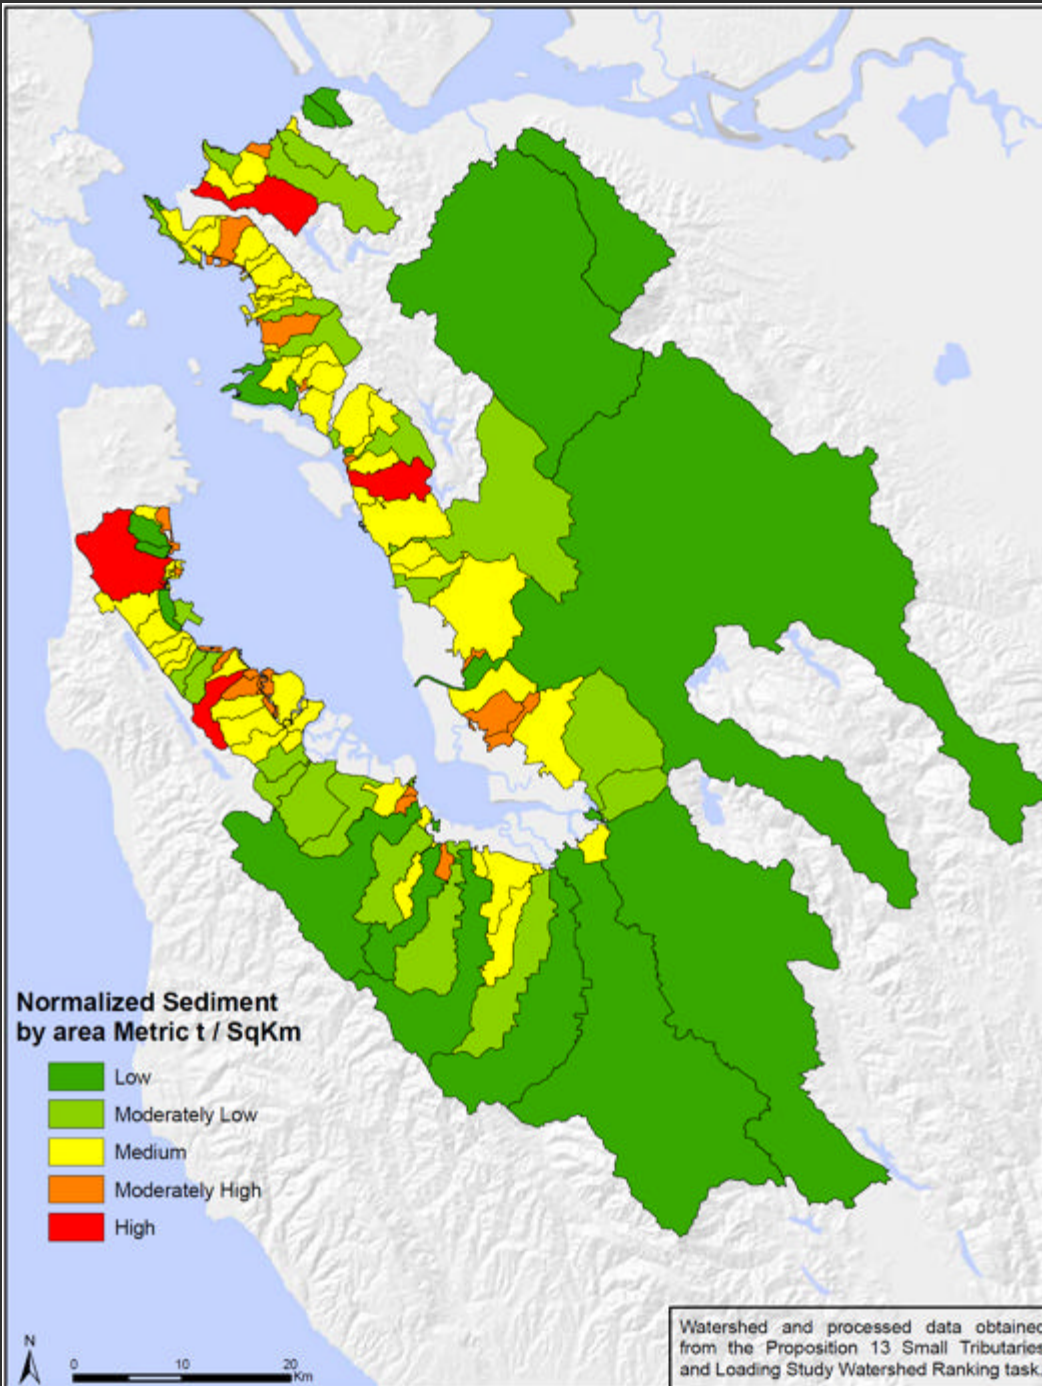 Normalized Sediment
by area Metric t / SqKm
Low
Moderately Low
Medium
Moderately High
High
N
0 10 20
Km
Watershed and processed data obtained
from the Proposition 13 Small Tributaries
and Loading Study Watershed Ranking task.